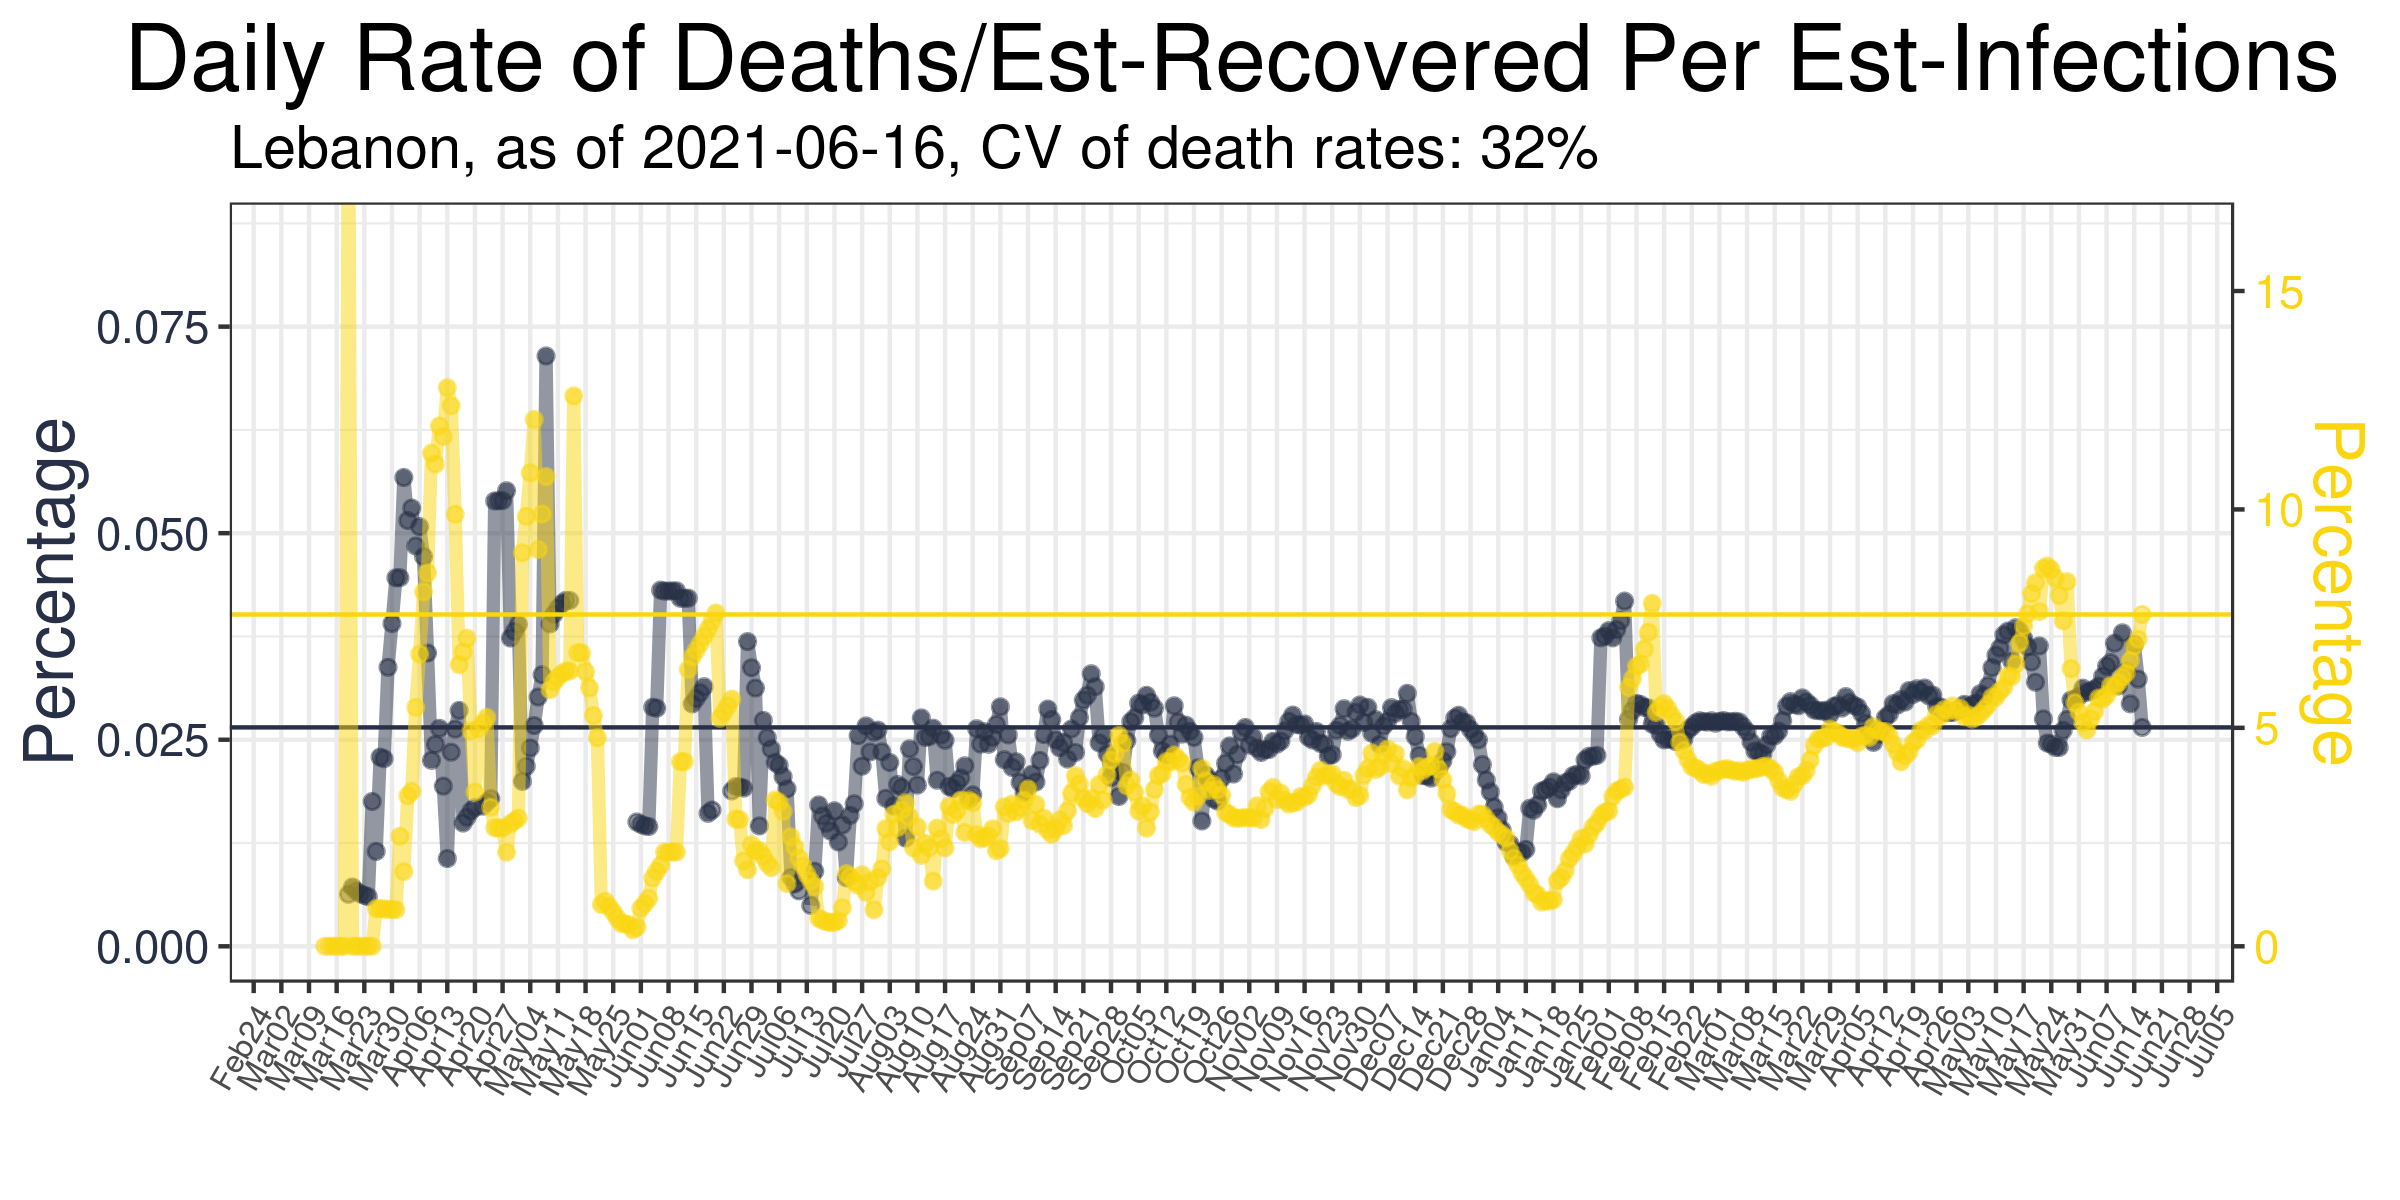 Daily Rate of Deaths/Est-Recovered Per Est-Infections
Lebanon, as of 2021-06-16, CV of death rates: 32%
Percentage
0.075
0.050
0.025
0.000
15
10
5
0
Percentage
Feb24
Mar02
Mar09
Mar16
Mar23
Mar30
Apr06
Apr13
Apr20
Apr27
May04
May11
May18
May25
Jun01
Jun08
Jun15
Jun22
Jun29
Jul06
Jul13
Jul20
Jul27
Aug03
Aug10
Aug17
Aug24
Aug31
Sep07
Sep14
Sep21
Sep28
Oct05
Oct12
Oct19
Oct26
Nov02
Nov09
Nov16
Nov23
Nov30
Dec07
Dec14
Dec21
Dec28
Jan04
Jan11
Jan18
Jan25
Feb01
Feb08
Feb15
Feb22
Mar01
Mar08
Mar15
Mar22
Mar29
Apr05
Apr12
Apr19
Apr26
May03
May10
May17
May24
May31
Jun07
Jun14
Jun21
Jun28
Jul05